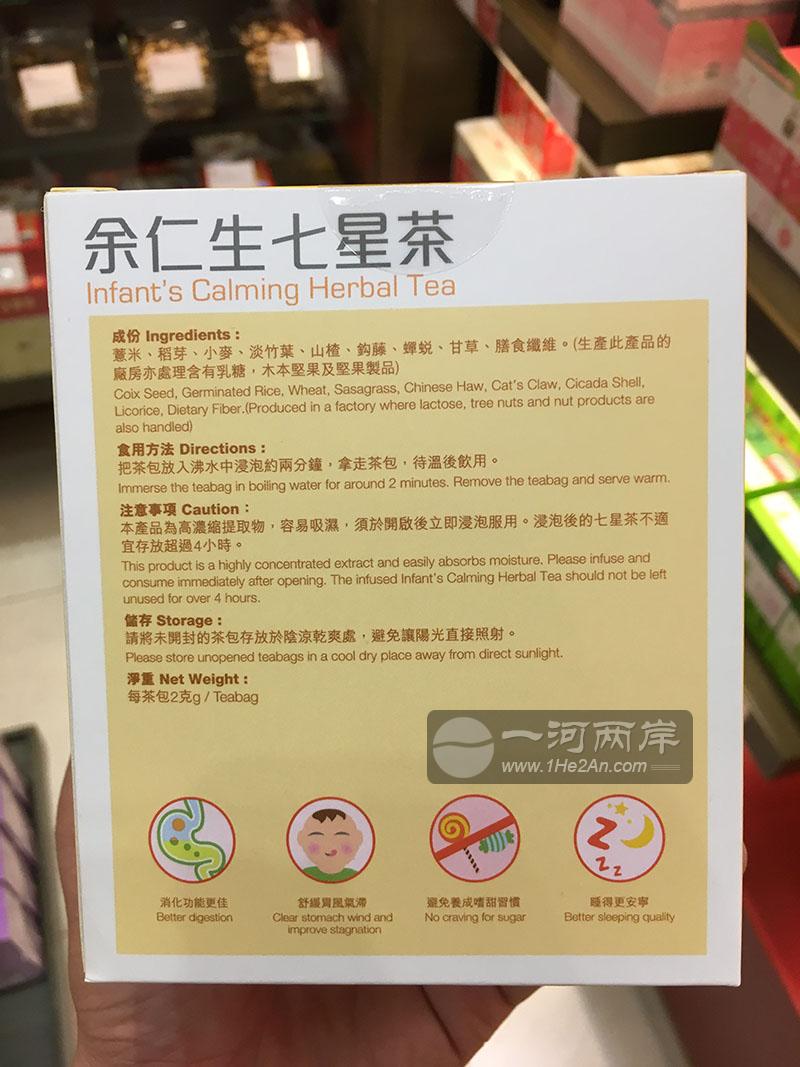 余仁生七星茶
Infant's Calming Herbal Tea
成份 Ingredients：
薏米、稻芽、小麥、淡竹葉、山楂、鈎藤、蟬蛻、甘草、膳食纖維。(生產此產品的
廠房亦處理含有乳糖，木本堅果及堅果製品)
Coix Seed, Germinated Rice, Wheat, Sasagrass, Chinese Haw, Cat's Claw, Cicada Shell,
Licorice, Dietary Fiber.(Produced in a factory where lactose, tree nuts and nut products are
also handled)
食用方法 Directions：
把茶包放入沸水中浸泡約兩分鐘，拿走茶包，待溫後飲用。
Immerse the teabag in boiling water for around 2 minutes. Remove the teabag and serve warm.
注意事項 Caution：
本產品為高濃縮提取物，容易吸濕，須於開啟後立即浸泡服用。浸泡後的七星茶不適
宜存放超過4小時。
This product is a highly concentrated extract and easily absorbs moisture. Please infuse and
consume immediately after opening. The infused Infant's Calming Herbal Tea should not be left
unused for over 4 hours.
儲存 Storage：
請將未開封的茶包存放於陰涼乾爽處，避免讓陽光直接照射。
Please store unopened teabags in a cool dry place away from direct sunlight.
淨重 Net Weight：
每茶包2克g / Teabag
一河两岸
www.1He2An.com
消化功能更佳
Better digestion
舒緩胃風氣滯
Clear stomach wind and
improve stagnation
避免養成嗜甜習慣
No craving for sugar
睡得更安寧
Better sleeping quality